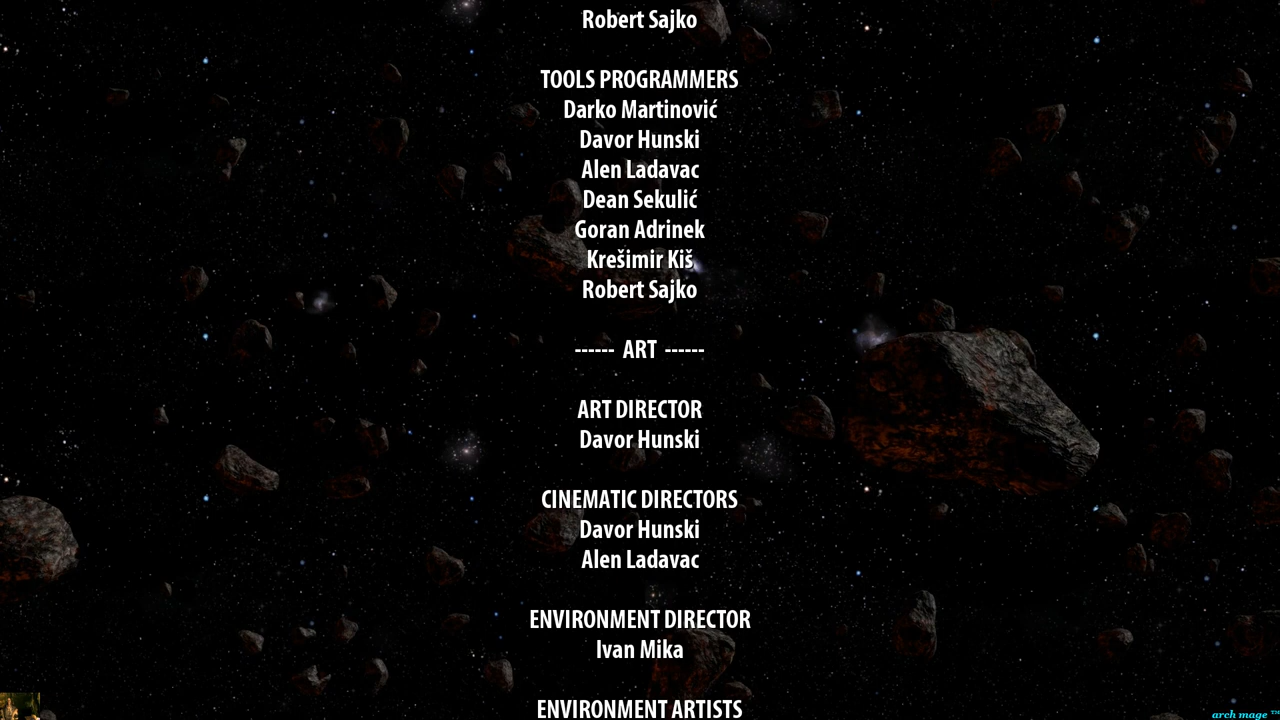 Robert Sajko
TOOLS PROGRAMMERS
Darko Martinović
Davor Hunski
Alen Ladavac
Dean Sekulić
Goran Adrinek
Krešimir Kiš
Robert Sajko
------ ART ------
ART DIRECTOR
Davor Hunski
CINEMATIC DIRECTORS
Davor Hunski
Alen Ladavac
ENVIRONMENT DIRECTOR
Ivan Mika
ENVIRONMENT ARTISTS
arch mage ™